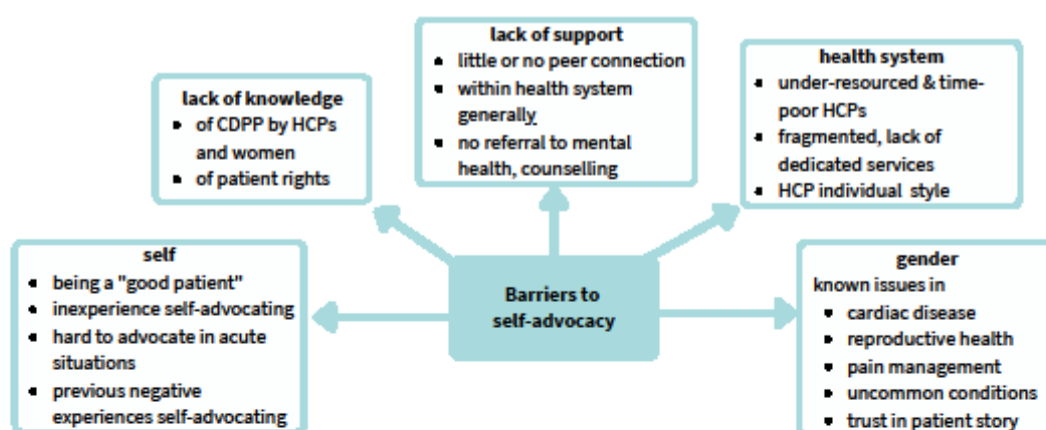 lack of support
▪ little or no peer connection
▪ within health system
generally
▪ no referral to mental
health, counselling
health system
▪ under-resourced & time-
poor HCPs
▪ fragmented, lack of
dedicated services
▪ HCP individual style
lack of knowledge
▪ of CDPP by HCPs
and women
▪ of patient rights
self
• being a "good patient"
• inexperience self-advocating
• hard to advocate in acute
situations
• previous negative
experiences self-advocating
Barriers to
self-advocacy
gender
known issues in
• cardiac disease
• reproductive health
• pain management
• uncommon conditions
• trust in patient story